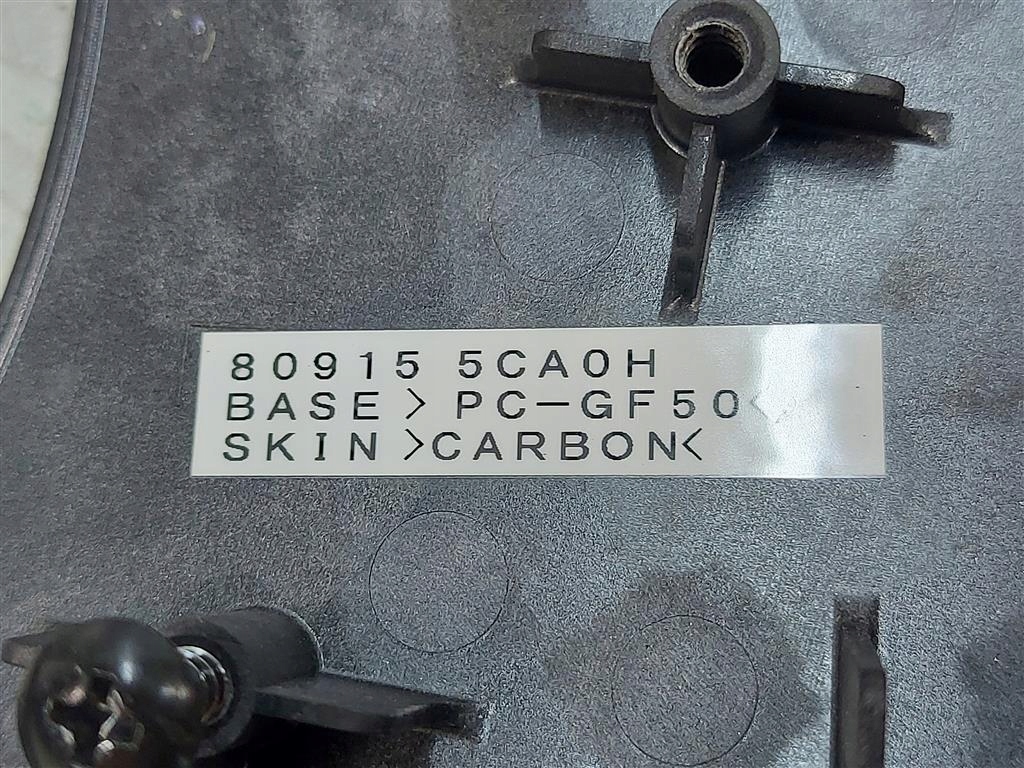 80915 5CA0H
BASE > PC-GF50<
SKIN >CARBON<